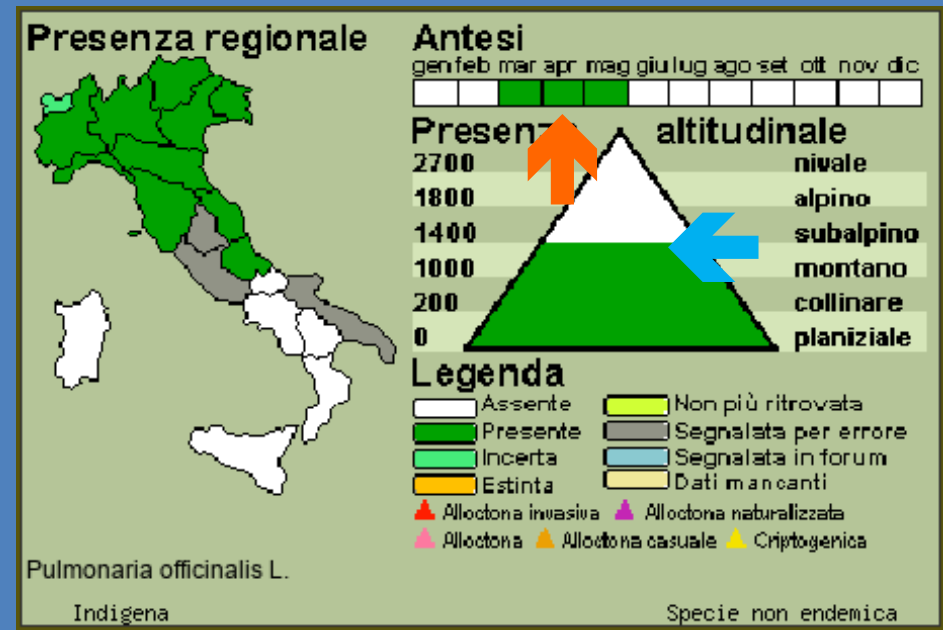 Presenza regionale
Antesi
gen feb mar apr mag giu lug ago set ott nov dic
Presenza altitudinale
2700 nivale
1800 alpino
1400 subalpino
1000 montano
200 collinare
0 planiziale
Legenda
Assente Non più ritrovata
Presente Segnalata per errore
Incerta Segnalata in forum
Estinta Dati mancanti
Alloctona invasiva Alloctona naturalizzata
Alloctona Alloctona casuale Criptogenica
Pulmonaria officinalis L.
Indigena Specie non endemica